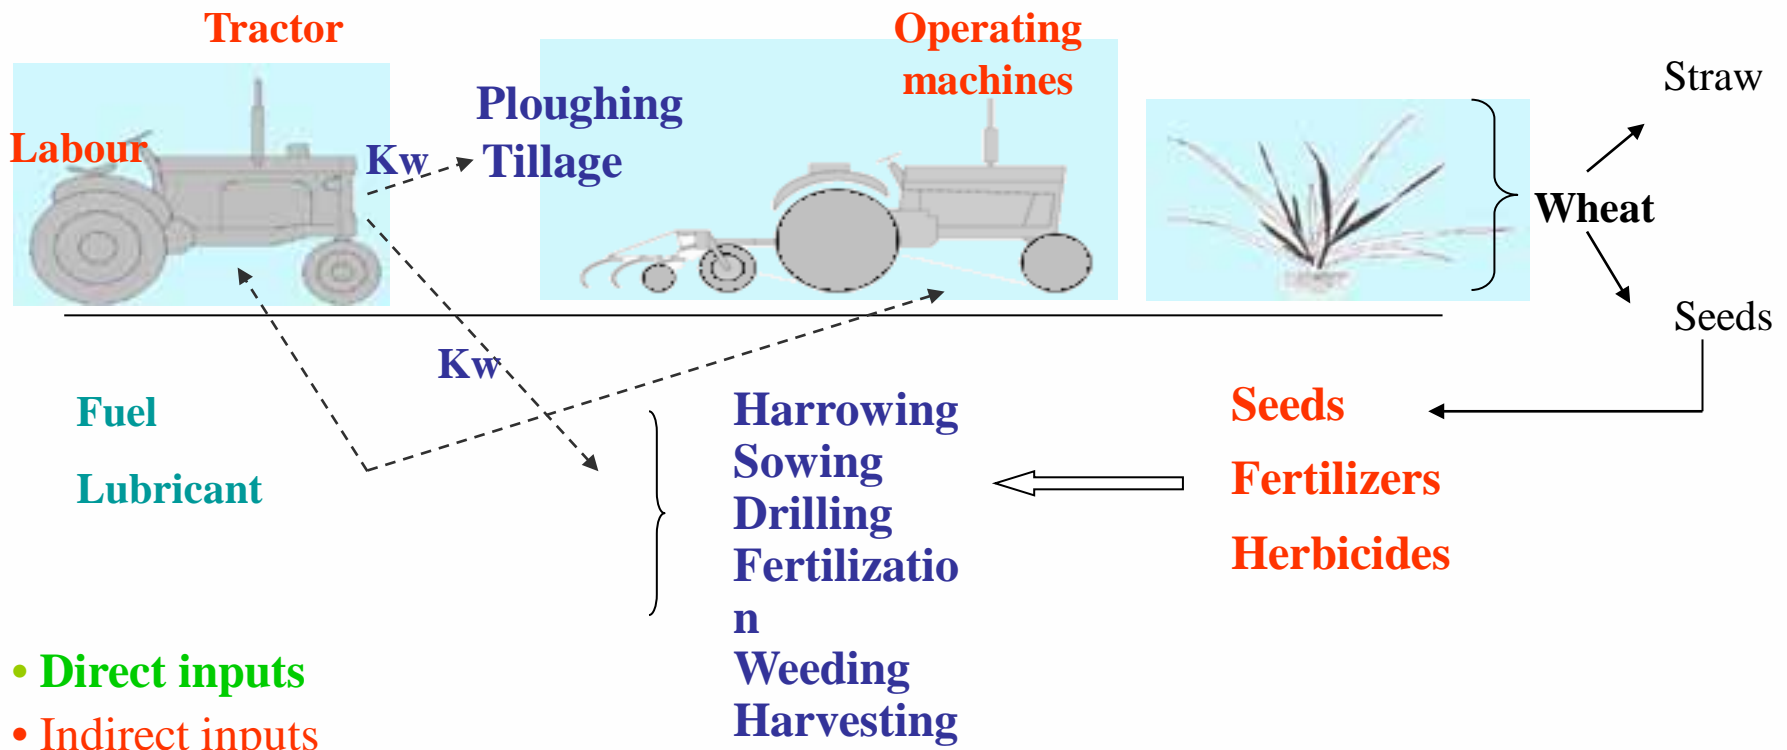 Tractor
Operating
machines
Straw
Ploughing
Labour
Kw
Tillage
Wheat
Seeds
Kw
Fuel
Lubricant
Harrowing
Sowing
Drilling
Fertilizatio
n
Weeding
Harvesting
Seeds
Fertilizers
Herbicides
• Direct inputs
• Indirect inputs